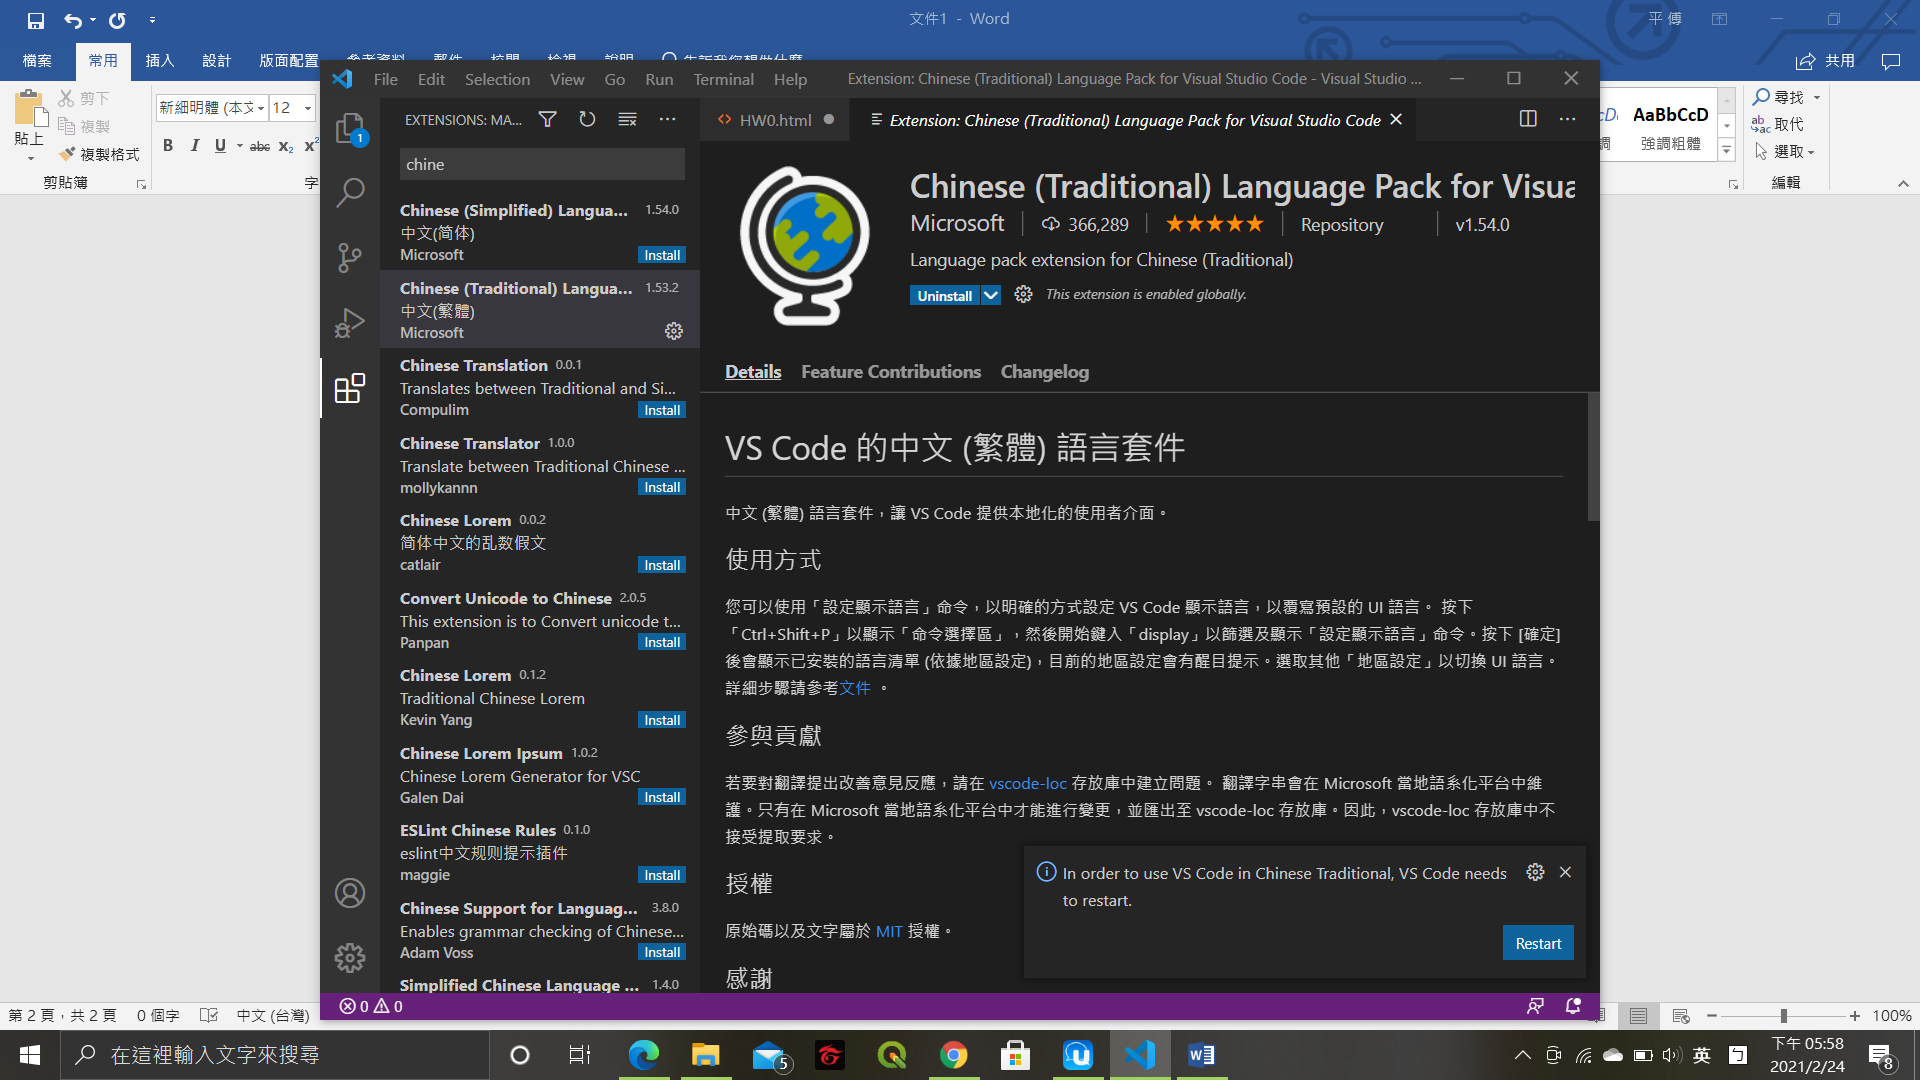 文件1 - Word
平 傅
檔案
常用
插入
設計
版面配置
共用
貼上
剪下
複製
複製格式
剪貼簿
新細明體 (本文
12
B I U abc x₂ x²
字
AaBbCcD
強調粗體
尋找
取代
選取
編輯
File Edit Selection View Go Run Terminal Help
Extension: Chinese (Traditional) Language Pack for Visual Studio Code - Visual Studio ...
EXTENSIONS: MA...
HW0.html
Extension: Chinese (Traditional) Language Pack for Visual Studio Code
1
chine
Chinese (Simplified) Langua... 1.54.0
中文(简体)
Microsoft
Install
Chinese (Traditional) Langua... 1.53.2
中文(繁體)
Microsoft
Chinese Translation 0.0.1
Translates between Traditional and Si...
Compulim
Install
Chinese Translator 1.0.0
Translate between Traditional Chinese ...
mollykannn
Install
Chinese Lorem 0.0.2
简体中文的乱数假文
catlair
Install
Convert Unicode to Chinese 2.0.5
This extension is to Convert unicode t...
Panpan
Install
Chinese Lorem 0.1.2
Traditional Chinese Lorem
Kevin Yang
Install
Chinese Lorem Ipsum 1.0.2
Chinese Lorem Generator for VSC
Galen Dai
Install
ESLint Chinese Rules 0.1.0
eslint中文规则提示插件
maggie
Install
Chinese Support for Languag... 3.8.0
Enables grammar checking of Chinese...
Adam Voss
Install
Simplified Chinese Language ... 1.4.0
Chinese (Traditional) Language Pack for Visua
Microsoft
366,289
Repository
v1.54.0
Language pack extension for Chinese (Traditional)
Uninstall
This extension is enabled globally.
Details Feature Contributions Changelog
VS Code 的中文 (繁體) 語言套件
中文 (繁體) 語言套件，讓 VS Code 提供本地化的使用者介面。
使用方式
您可以使用「設定顯示語言」命令，以明確的方式設定 VS Code 顯示語言，以覆寫預設的 UI 語言。 按下
「Ctrl+Shift+P」以顯示「命令選擇區」，然後開始鍵入「display」以篩選及顯示「設定顯示語言」命令。按下 [確定]
後會顯示已安裝的語言清單 (依據地區設定)，目前的地區設定會有醒目提示。選取其他「地區設定」以切換 UI 語言。
詳細步驟請參考文件 。
參與貢獻
若要對翻譯提出改善意見反應，請在 vscode-loc 存放庫中建立問題。 翻譯字串會在 Microsoft 當地語系化平台中維
護。只有在 Microsoft 當地語系化平台中才能進行變更，並匯出至 vscode-loc 存放庫。因此，vscode-loc 存放庫中不
接受提取要求。
授權
原始碼以及文字屬於 MIT 授權。
感謝
In order to use VS Code in Chinese Traditional, VS Code needs
to restart.
Restart
0 0
第 2 頁，共 2 頁
0 個字
中文 (台灣)
100%
在這裡輸入文字來搜尋
5
英
下午 05:58
2021/2/24
8